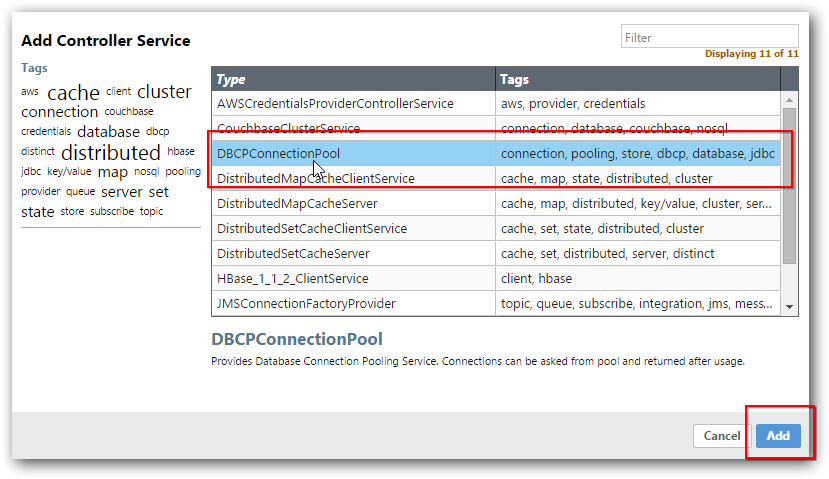 Add Controller Service
Filter
Displaying 11 of 11
Tags
aws cache client cluster
connection couchbase
credentials database dbcp
distinct distributed hbase
jdbc key/value map nosql pooling
provider queue server set
state store subscribe topic
Type Tags
AWSCredentialsProviderControllerService aws, provider, credentials
CouchbaseClusterService connection, database, couchbase, nosql
DBCPConnectionPool connection, pooling, store, dbcp, database, jdbc
DistributedMapCacheClientService cache, map, state, distributed, cluster
DistributedMapCacheServer cache, map, distributed, key/value, cluster, ser...
DistributedSetCacheClientService cache, set, state, distributed, cluster
DistributedSetCacheServer cache, set, distributed, server, distinct
HBase_1_1_2_ClientService client, hbase
JMSConnectionFactoryProvider topic, queue, subscribe, integration, jms, mess...
DBCPConnectionPool
Provides Database Connection Pooling Service. Connections can be asked from pool and returned after usage.
Cancel Add